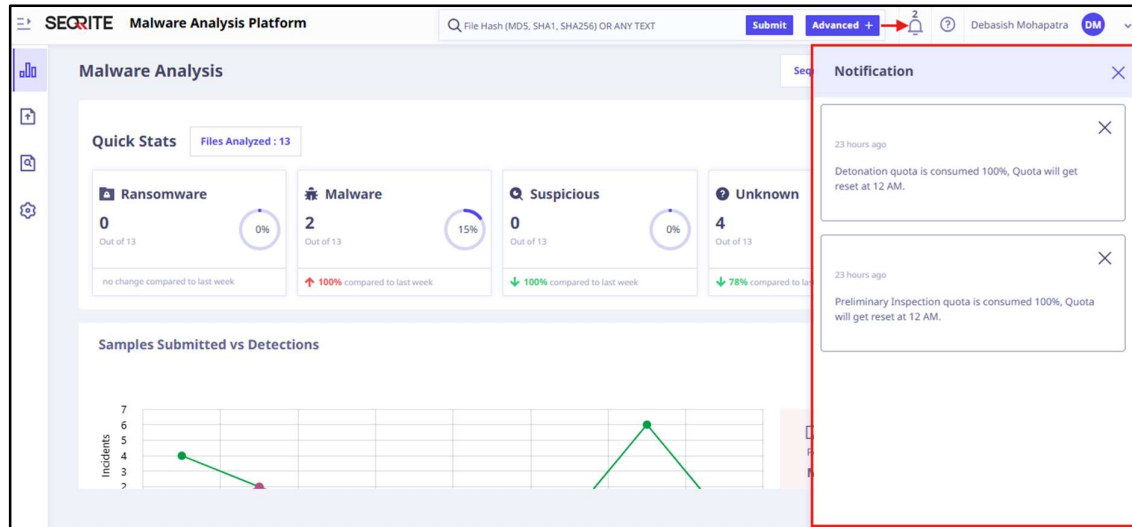 SEQRITE Malware Analysis Platform
File Hash (MD5, SHA1, SHA256) OR ANY TEXT
Submit
Advanced +
2
Debasish Mohapatra
DM
Malware Analysis
Seq
Notification
23 hours ago
Detonation quota is consumed 100%, Quota will get
reset at 12 AM.
23 hours ago
Preliminary Inspection quota is consumed 100%, Quota
will get reset at 12 AM.
Quick Stats
Files Analyzed : 13
Ransomware
0
Out of 13
0%
no change compared to last week
Malware
2
Out of 13
15%
100% compared to last week
Suspicious
0
Out of 13
0%
100% compared to last week
Unknown
4
Out of 13
78% compared to las
Samples Submitted vs Detections
Incidents
7
6
5
4
3
2